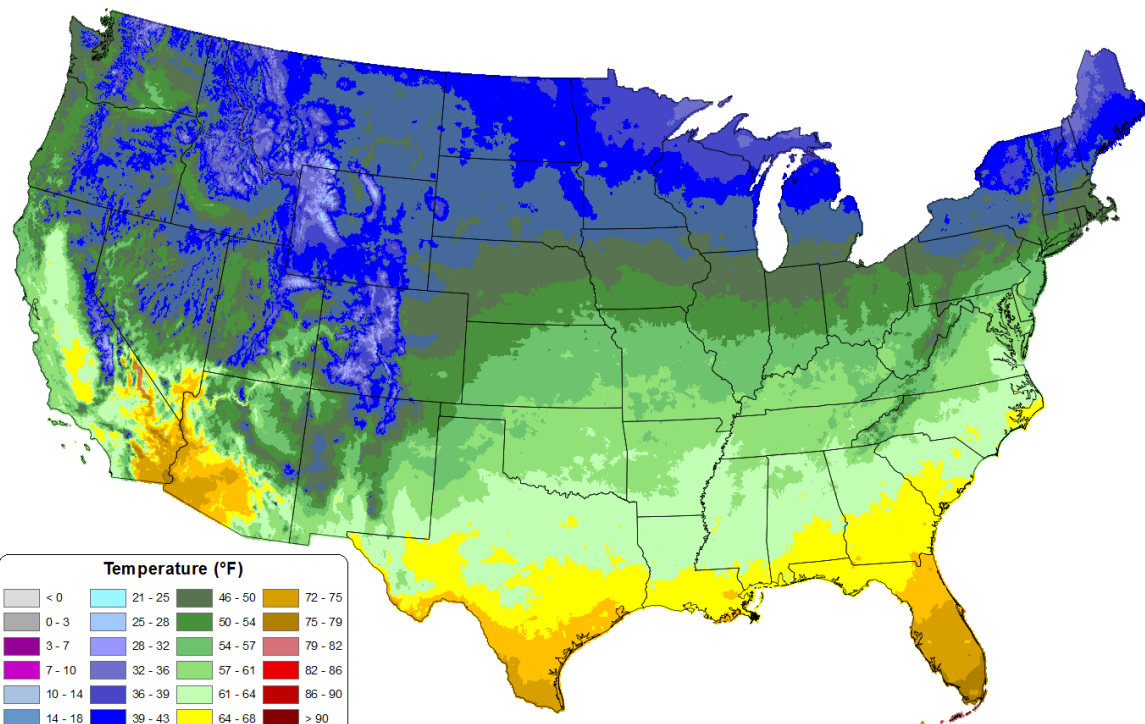 Temperature (°F)
< 0 21 - 25 46 - 50 72 - 75
0 - 3 25 - 28 50 - 54 75 - 79
3 - 7 28 - 32 54 - 57 79 - 82
7 - 10 32 - 36 57 - 61 82 - 86
10 - 14 36 - 39 61 - 64 86 - 90
14 - 18 39 - 43 64 - 68 > 90